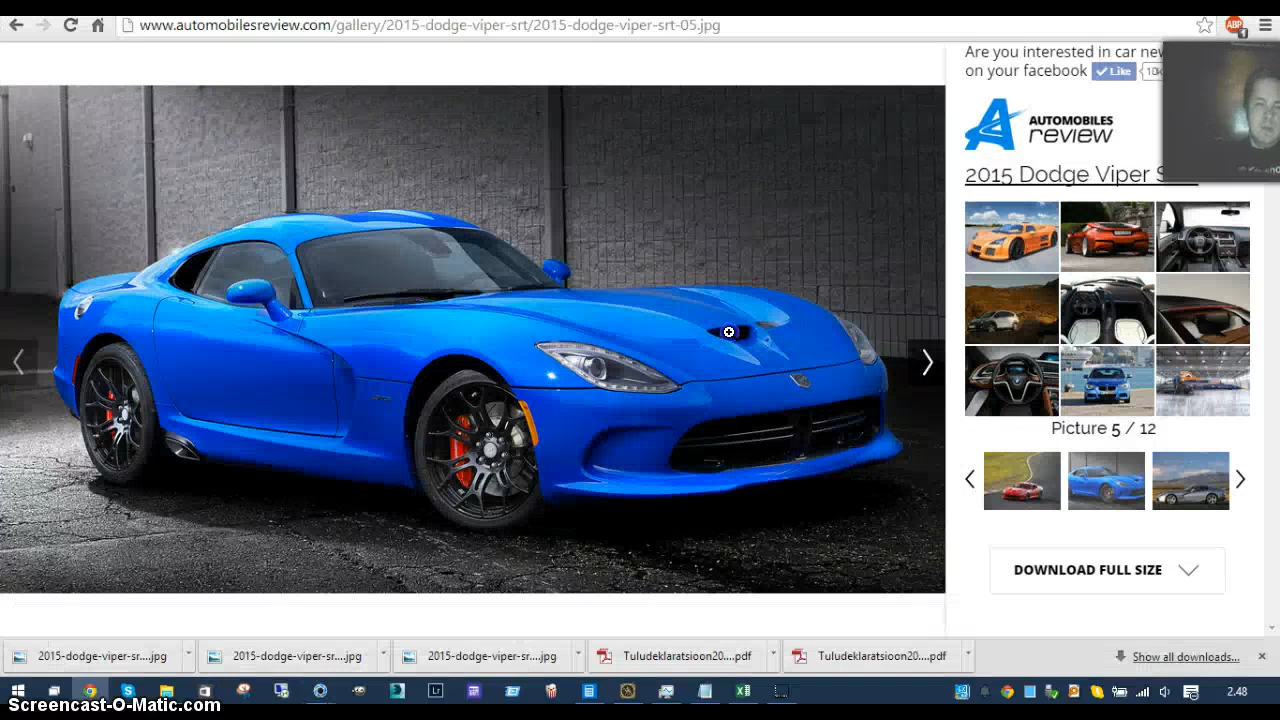 www.automobilesreview.com/gallery/2015-dodge-viper-srt/2015-dodge-viper-srt-05.jpg
ABP
Are you interested in car new
on your facebook Like 10k
AUTOMOBILES
review
2015 Dodge Viper S
Picture 5 / 12
DOWNLOAD FULL SIZE
2015-dodge-viper-sr....jpg
2015-dodge-viper-sr....jpg
2015-dodge-viper-sr....jpg
Tuludeklaratsioon20....pdf
Tuludeklaratsioon20....pdf
Show all downloads...
2.48
Screencast-O-Matic.com